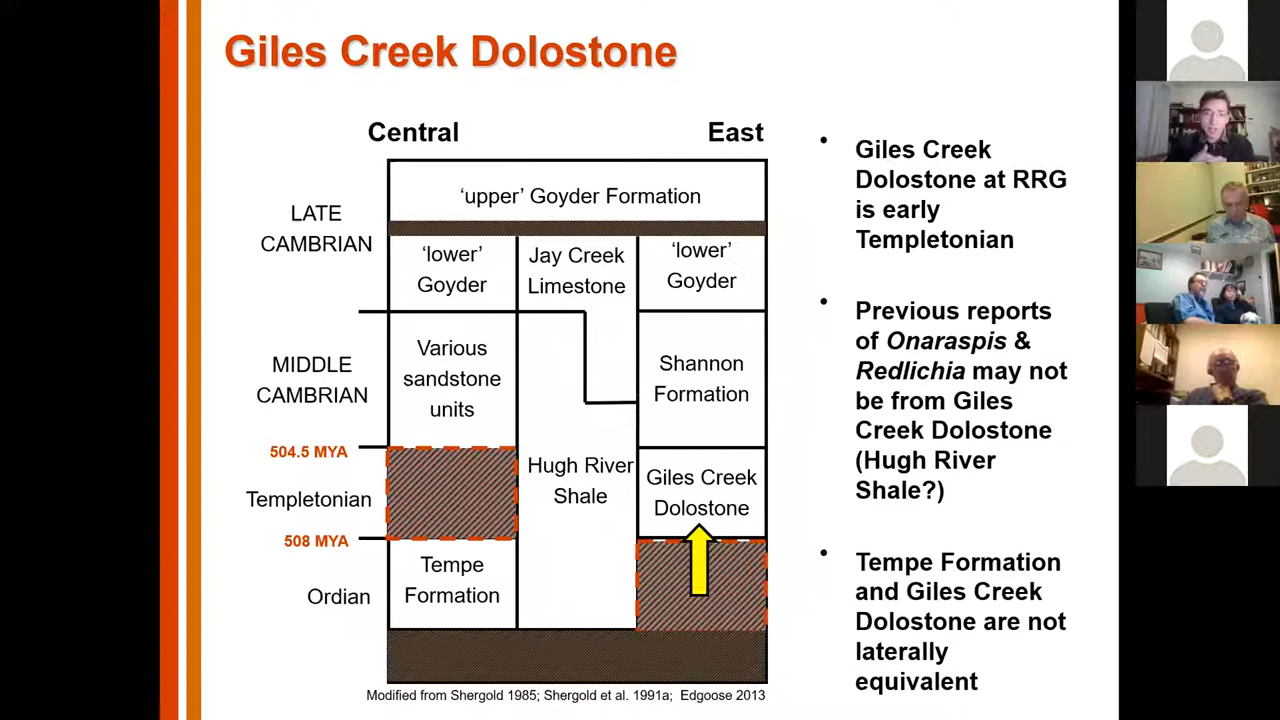 Giles Creek Dolostone
Central
East
'upper' Goyder Formation
LATE
CAMBRIAN
'lower'
Goyder
Jay Creek
Limestone
'lower'
Goyder
MIDDLE
CAMBRIAN
Various
sandstone
units
Shannon
Formation
504.5 MYA
Templetonian
Hugh River
Shale
Giles Creek
Dolostone
508 MYA
Ordian
Tempe
Formation
Modified from Shergold 1985; Shergold et al. 1991a; Edgoose 2013
• Giles Creek
Dolostone at RRG
is early
Templetonian
• Previous reports
of Onaraspis &
Redlichia may not
be from Giles
Creek Dolostone
(Hugh River
Shale?)
• Tempe Formation
and Giles Creek
Dolostone are not
laterally
equivalent